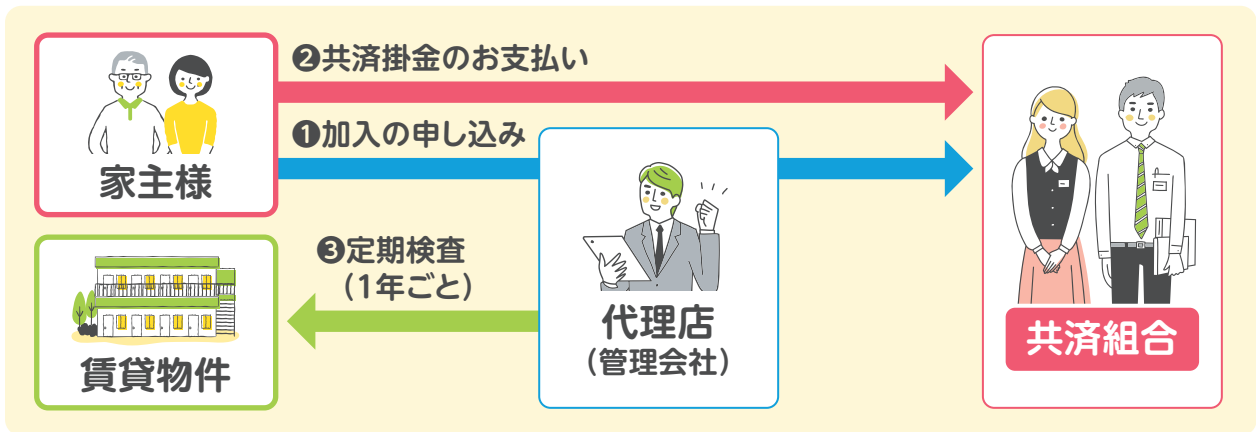 ❷共済掛金のお支払い
❶加入の申し込み
家主様
❸定期検査
（1年ごと）
賃貸物件
代理店
（管理会社）
共済組合